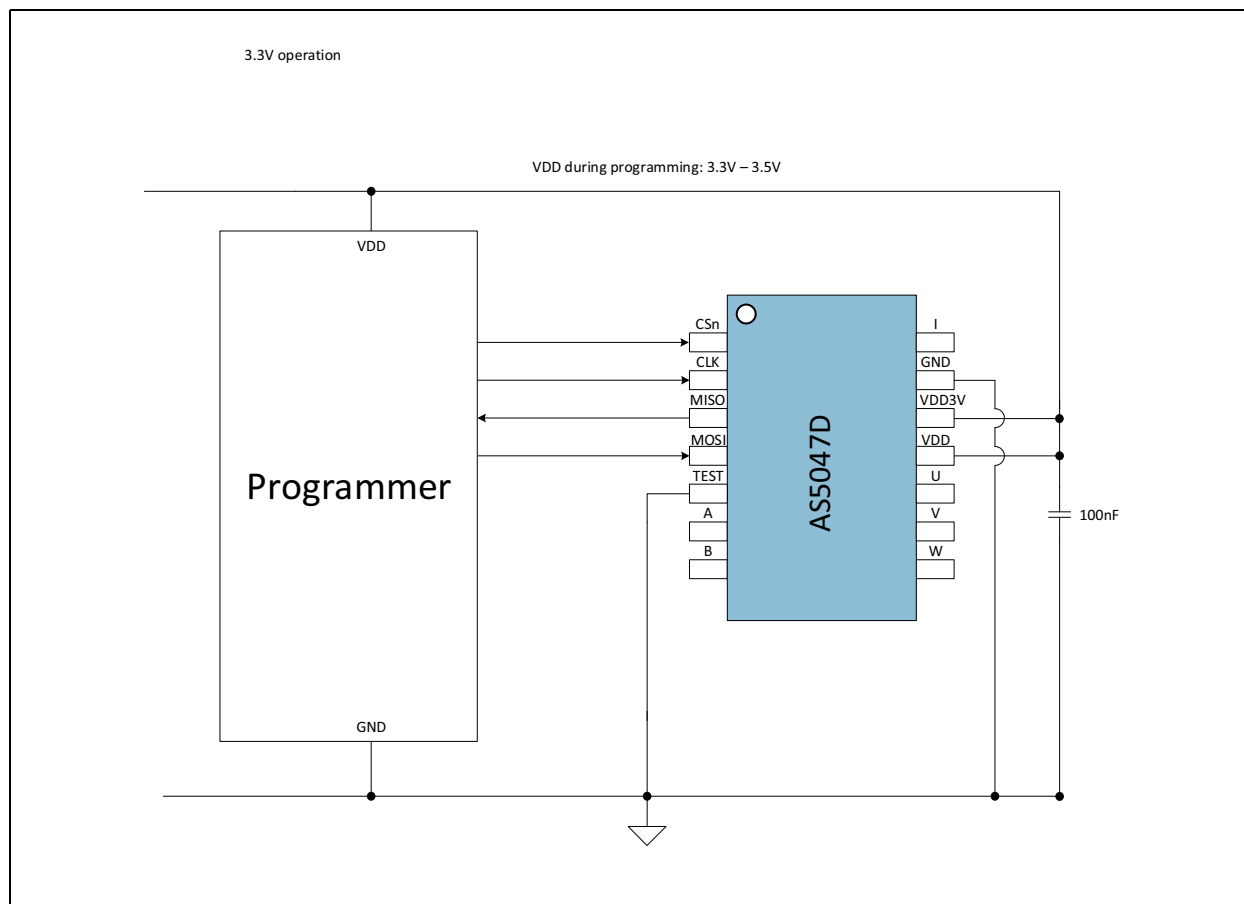 3.3V operation
VDD during programming: 3.3V – 3.5V
VDD
Programmer
GND
CSn
CLK
MISO
MOSI
TEST
A
B
AS5047D
I
GND
VDD3V
VDD
U
V
W
100nF